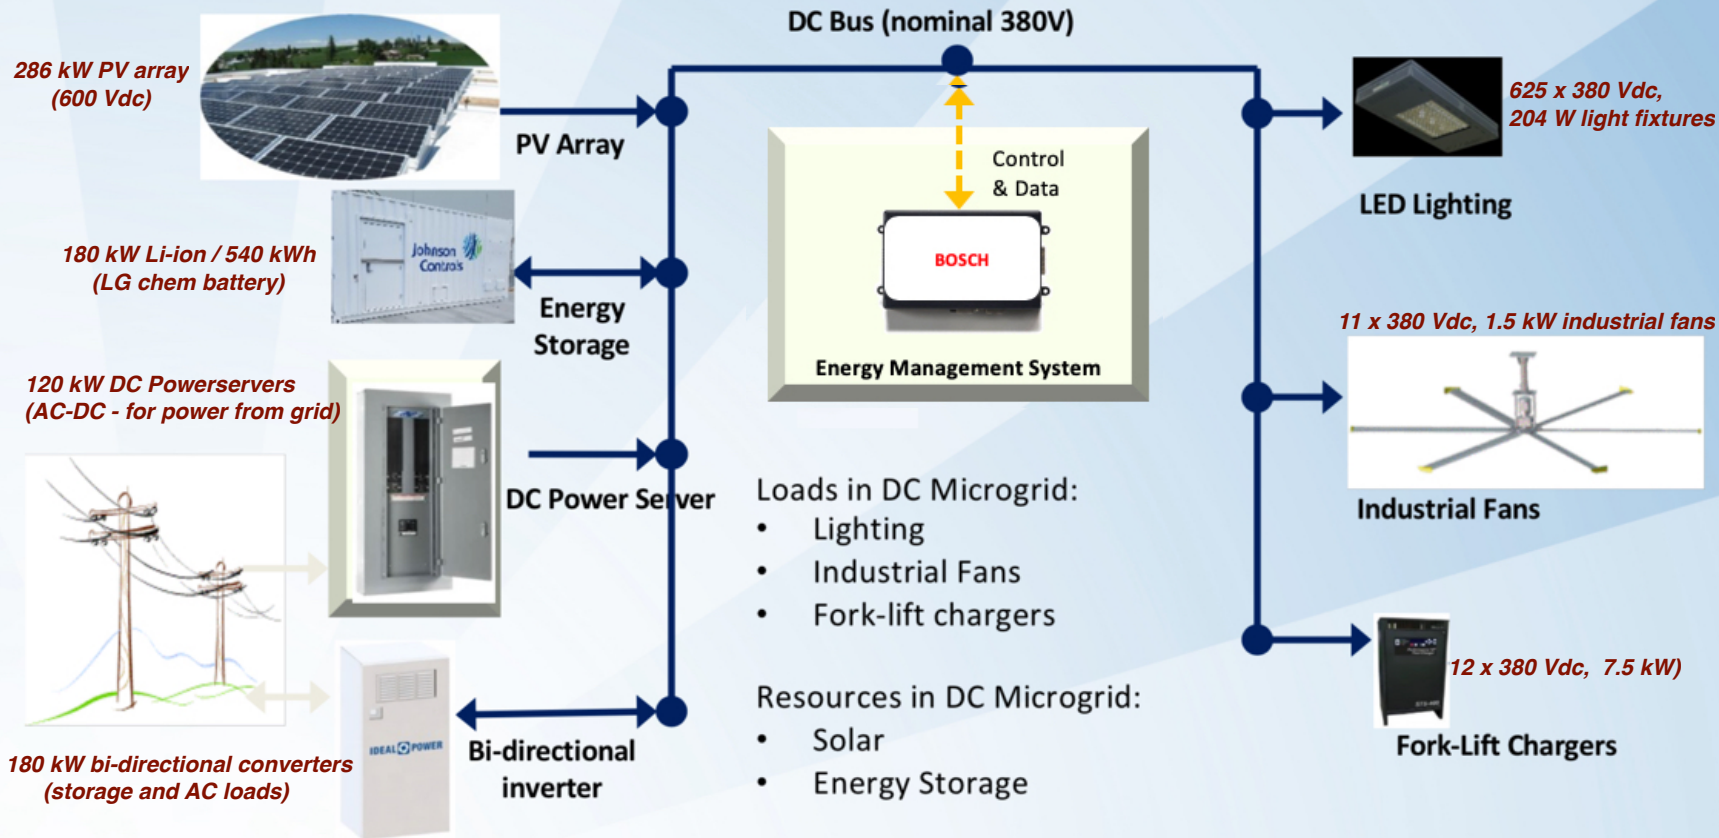 DC Bus (nominal 380V)
286 kW PV array
(600 Vdc)
PV Array
180 kW Li-ion / 540 kWh
(LG chem battery)
Johnson
Controls
Energy
Storage
120 kW DC Powerservers
(AC-DC - for power from grid)
DC Power Server
180 kW bi-directional converters
(storage and AC loads)
IDEAL POWER
Bi-directional
inverter
Control
& Data
BOSCH
Energy Management System
Loads in DC Microgrid:
• Lighting
• Industrial Fans
• Fork-lift chargers
Resources in DC Microgrid:
• Solar
• Energy Storage
625 x 380 Vdc,
204 W light fixtures
LED Lighting
11 x 380 Vdc, 1.5 kW industrial fans
Industrial Fans
12 x 380 Vdc, 7.5 kW)
Fork-Lift Chargers